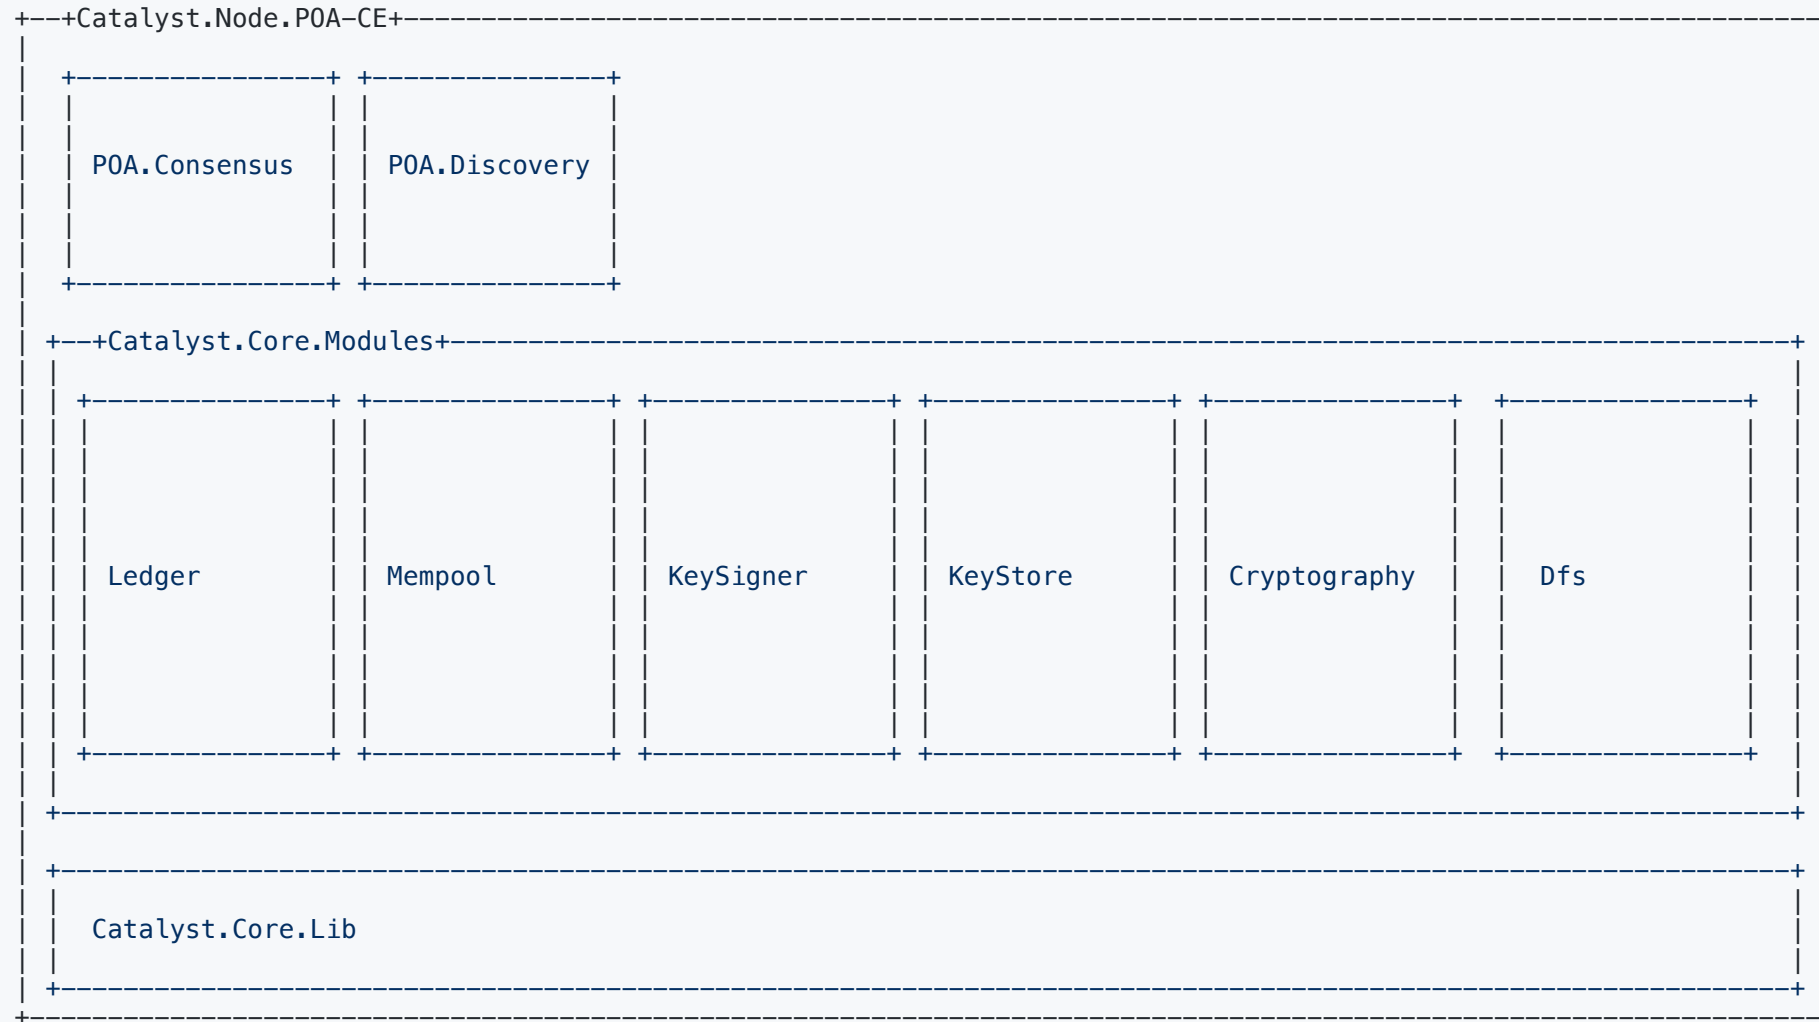 Catalyst.Node.POA-CE
POA.Consensus POA.Discovery
Catalyst.Core.Modules
Ledger Mempool KeySigner KeyStore Cryptography Dfs
Catalyst.Core.Lib